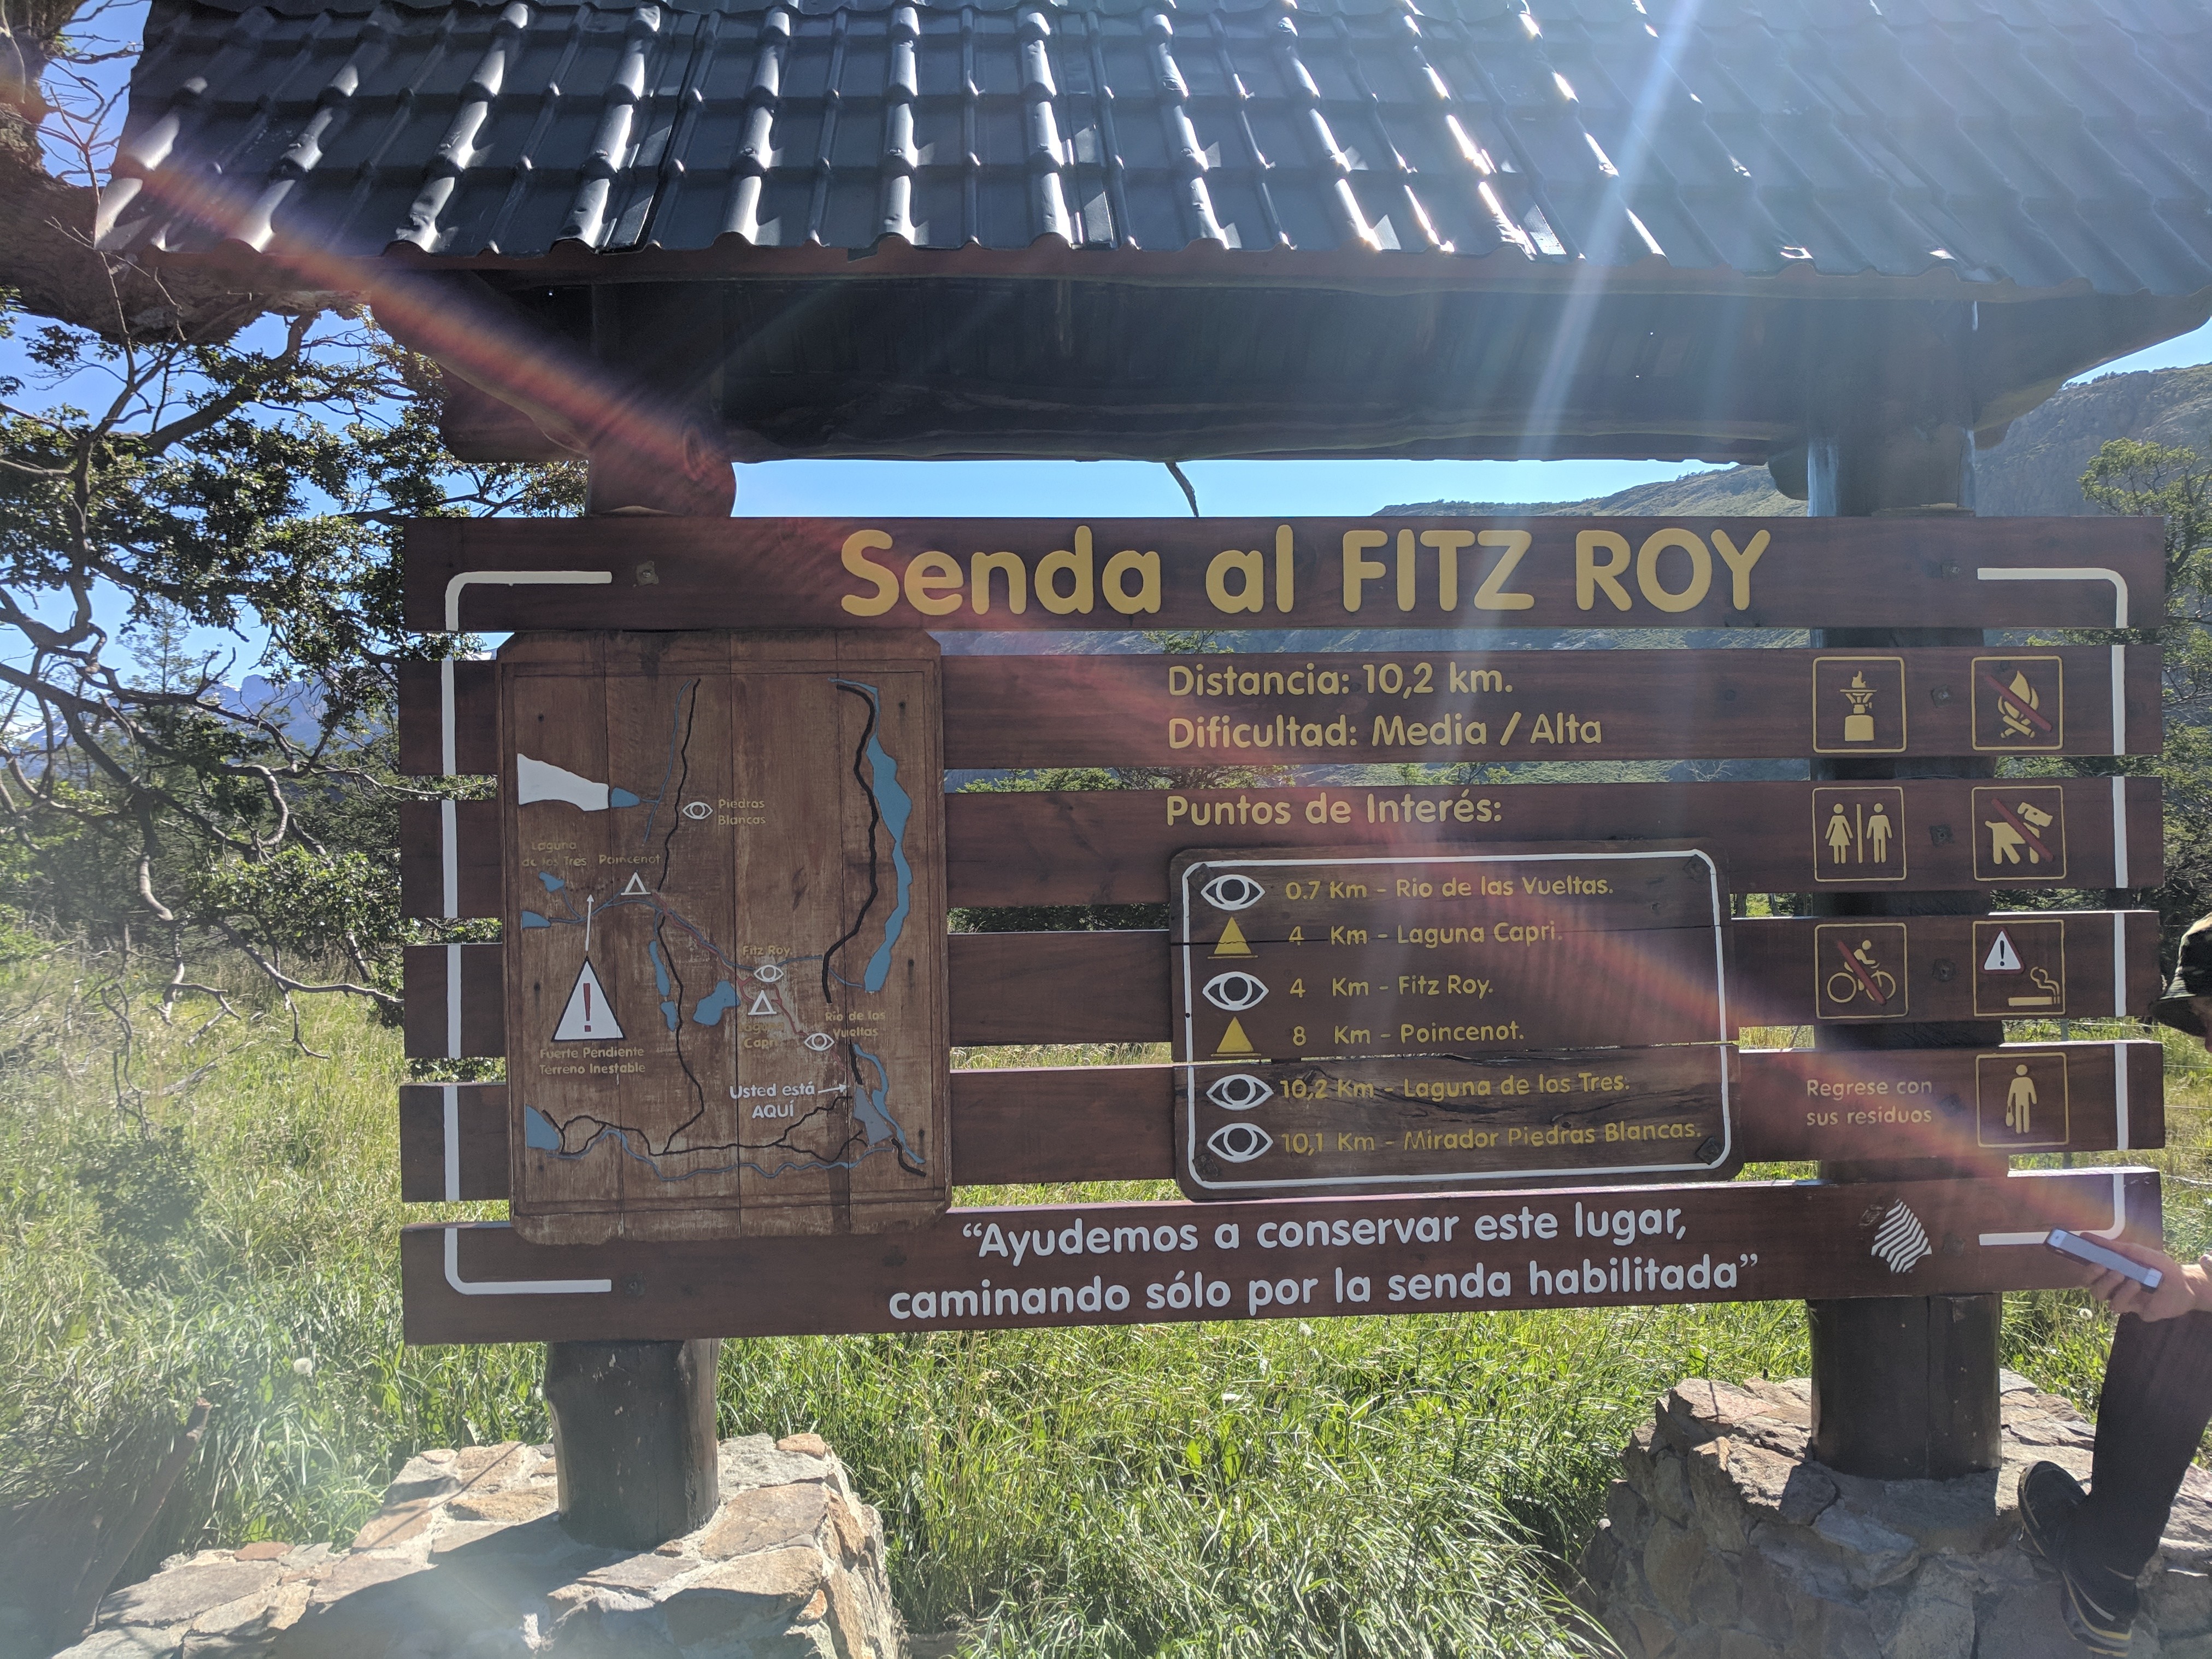 Senda al FITZ ROY
Piedras
Blancas
Laguna
de los Tres
Poincenot
Fitz Roy
Laguna
Capri
Rio de las
Vueltas
Fuerte Pendiente
Terreno Inestable
Usted está
AQUÍ
Distancia: 10,2 km.
Dificultad: Media / Alta
Puntos de Interés:
0.7 Km - Rio de las Vueltas.
4 Km - Laguna Capri.
4 Km - Fitz Roy.
8 Km - Poincenot.
10,2 Km - Laguna de los Tres.
10,1 Km - Mirador Piedras Blancas.
Regrese con
sus residuos
“Ayudemos a conservar este lugar,
caminando sólo por la senda habilitada”